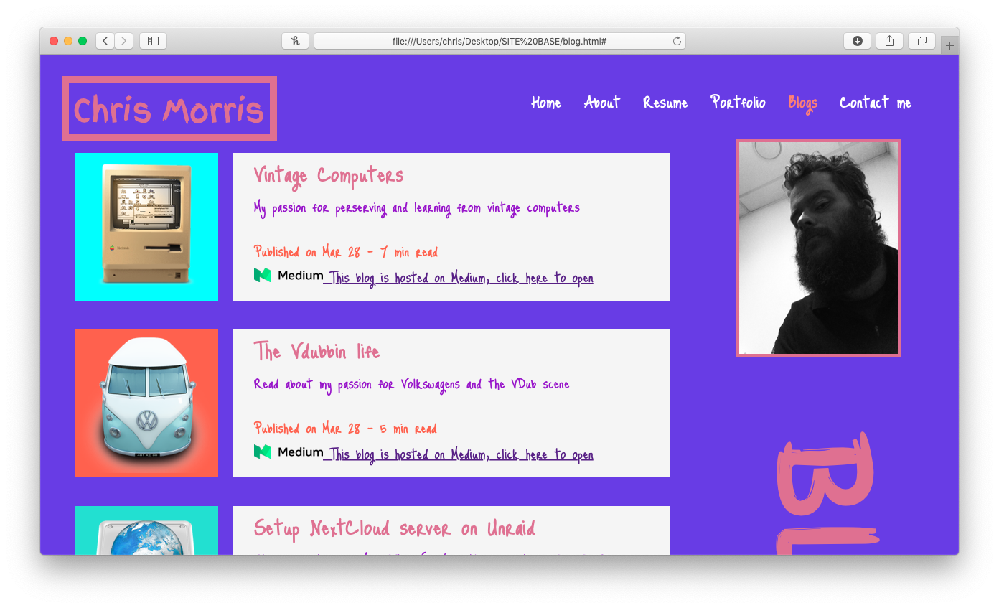 file:///Users/chris/Desktop/SITE%20BASE/blog.html#
Chris Morris
Home About Resume Portfolio Blogs Contact me
Vintage Computers
My passion for perserving and learning from vintage computers
Published on Mar 28 - 7 min read
Medium This blog is hosted on Medium, click here to open
The Vdubbin life
Read about my passion for Volkswagens and the VDub scene
Published on Mar 28 - 5 min read
Medium This blog is hosted on Medium, click here to open
Setup NextCloud server on Unraid
BL